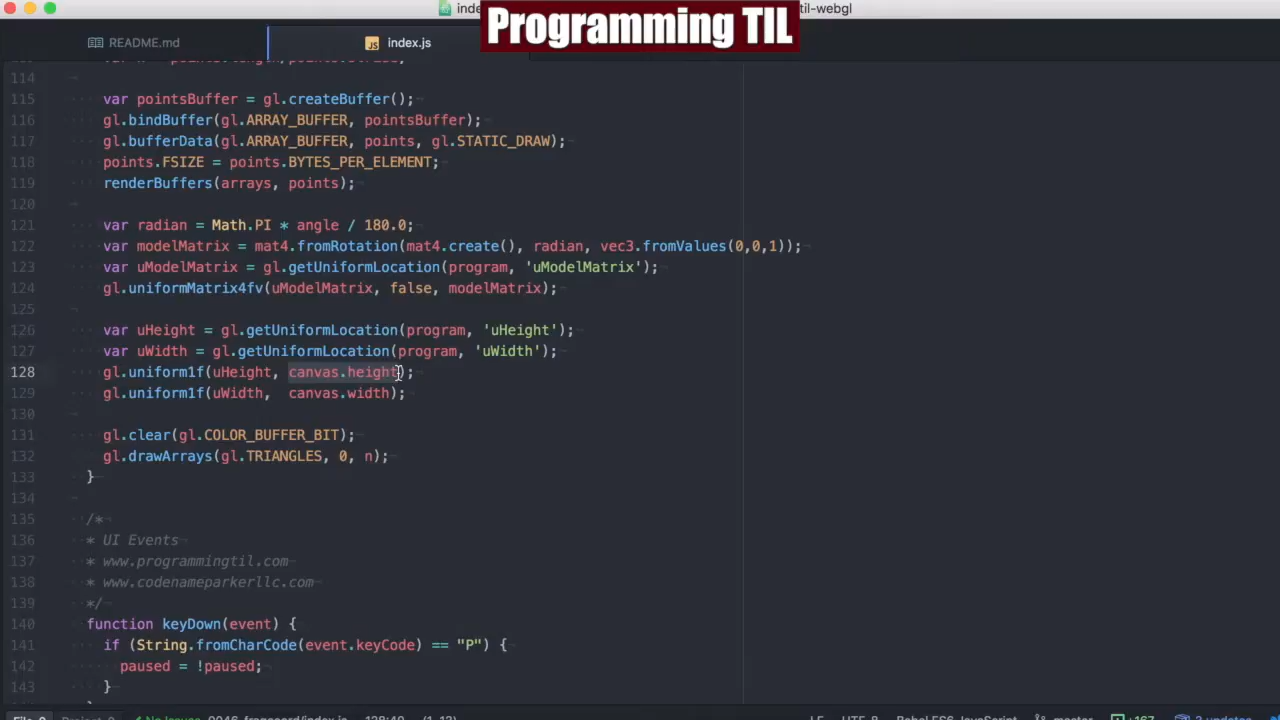 inde
Programming TIL
til-webgl
README.md
index.js
114
115 var pointsBuffer = gl.createBuffer();
116 gl.bindBuffer(gl.ARRAY_BUFFER, pointsBuffer);
117 gl.bufferData(gl.ARRAY_BUFFER, points, gl.STATIC_DRAW);
118 points.FSIZE = points.BYTES_PER_ELEMENT;
119 renderBuffers(arrays, points);
120
121 var radian = Math.PI * angle / 180.0;
122 var modelMatrix = mat4.fromRotation(mat4.create(), radian, vec3.fromValues(0,0,1));
123 var uModelMatrix = gl.getUniformLocation(program, 'uModelMatrix');
124 gl.uniformMatrix4fv(uModelMatrix, false, modelMatrix);
125
126 var uHeight = gl.getUniformLocation(program, 'uHeight');
127 var uWidth = gl.getUniformLocation(program, 'uWidth');
128 gl.uniform1f(uHeight, canvas.height);
129 gl.uniform1f(uWidth, canvas.width);
130
131 gl.clear(gl.COLOR_BUFFER_BIT);
132 gl.drawArrays(gl.TRIANGLES, 0, n);
133 }
134
135 /*
136 * UI Events
137 * www.programmingtil.com
138 * www.codenameparkerllc.com
139 */
140 function keyDown(event) {
141 if (String.fromCharCode(event.keyCode) == "P") {
142 paused = !paused;
143 }